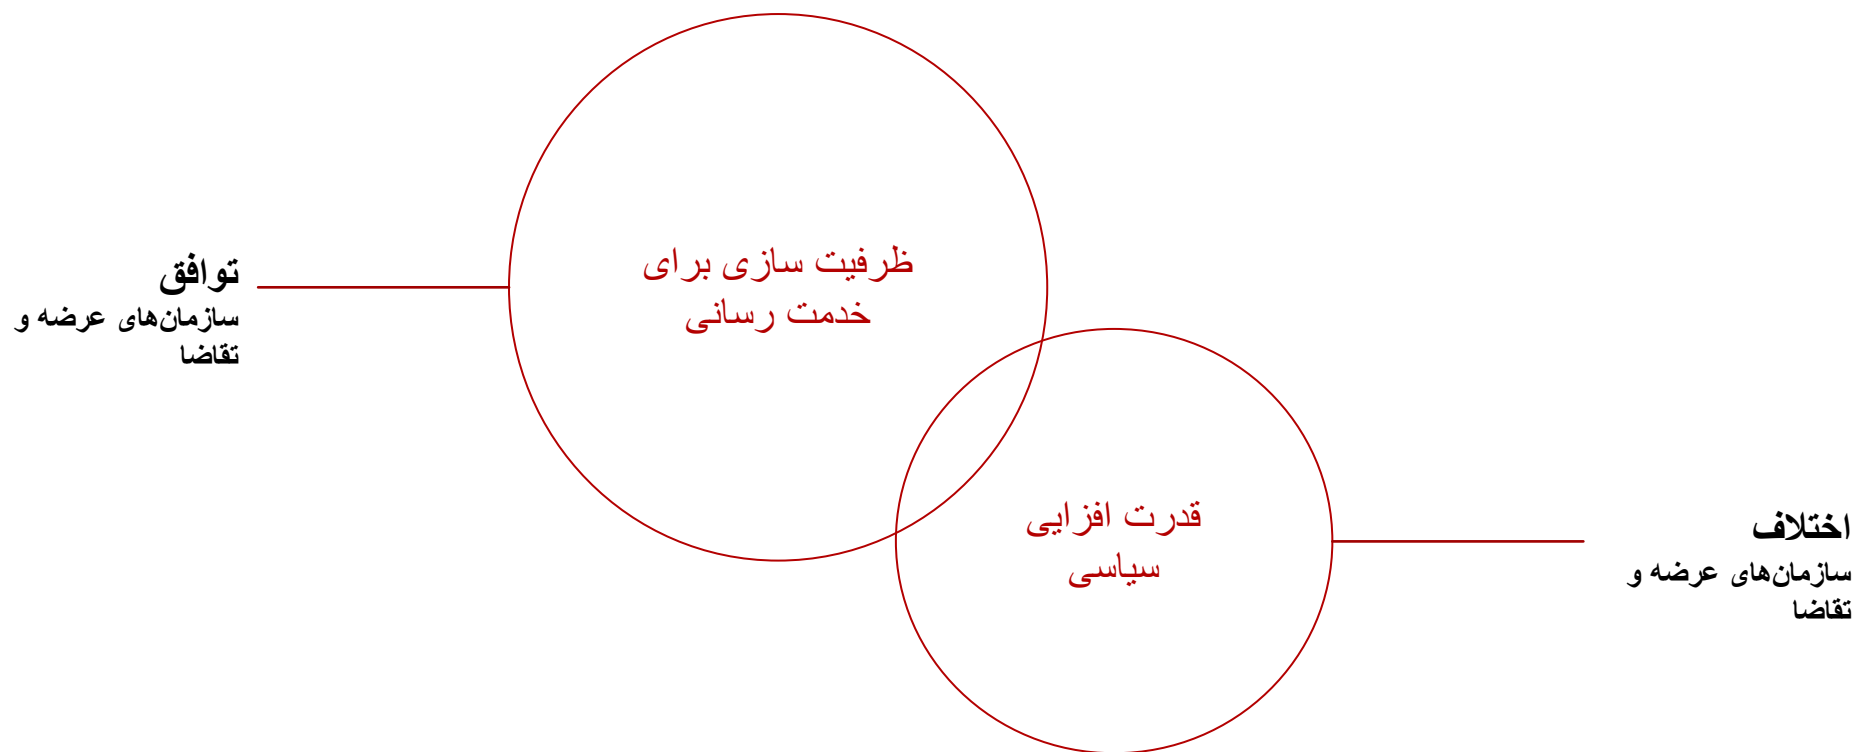 ظرفیت سازی برای
خدمت رسانی
توافق
سازمان‌های عرضه و
تقاضا
قدرت افزایی
سیاسی
اختلاف
سازمان‌های عرضه و
تقاضا